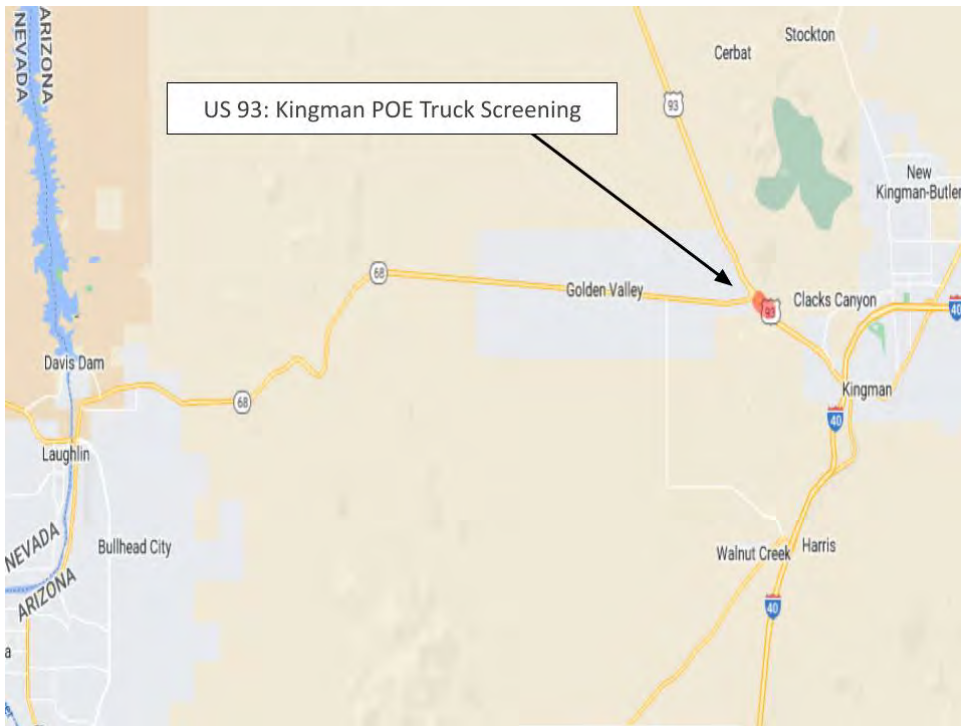 ARIZONA
NEVADA
Stockton
Cerbat
US 93: Kingman POE Truck Screening
93
New
Kingman-Butler
68
Golden Valley
93
Clacks Canyon
40
Davis Dam
Kingman
68
40
Laughlin
NEVADA
ARIZONA
Bullhead City
Walnut Creek
Harris
40
a